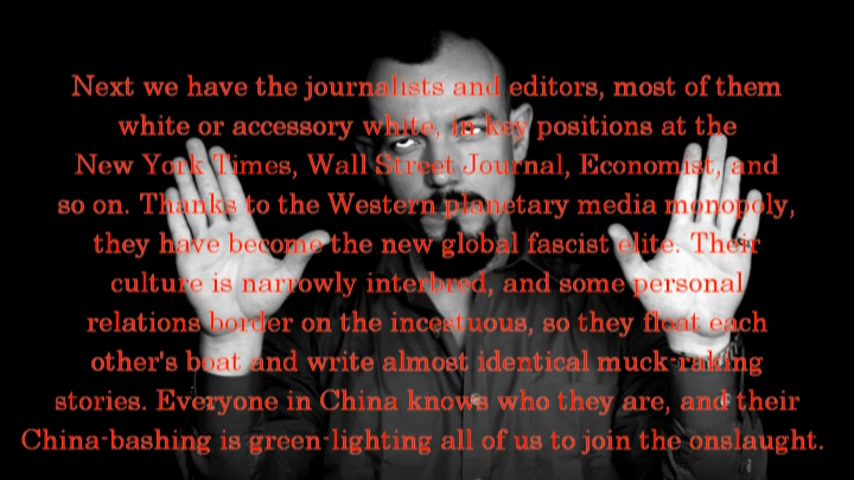 Next we have the journalists and editors, most of them
white or accessory white, in key positions at the
New York Times, Wall Street Journal, Economist, and
so on. Thanks to the Western planetary media monopoly,
they have become the new global fascist elite. Their
culture is narrowly interbred, and some personal
relations border on the incestuous, so they float each
other's boat and write almost identical muck-raking
stories. Everyone in China knows who they are, and their
China-bashing is green-lighting all of us to join the onslaught.